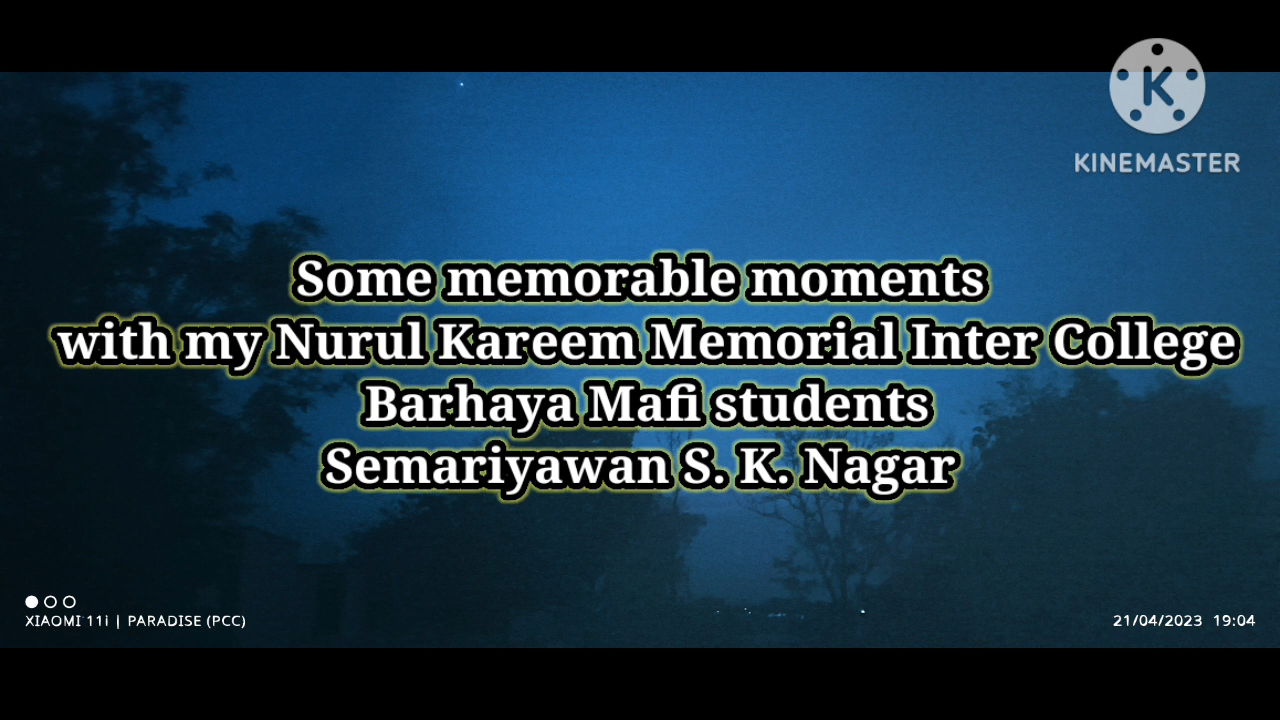 K
KINEMASTER
Some memorable moments
with my Nurul Kareem Memorial Inter College
Barhaya Mafi students
Semariyawan S. K. Nagar
XIAOMI 11i | PARADISE (PCC)
21/04/2023 19:04